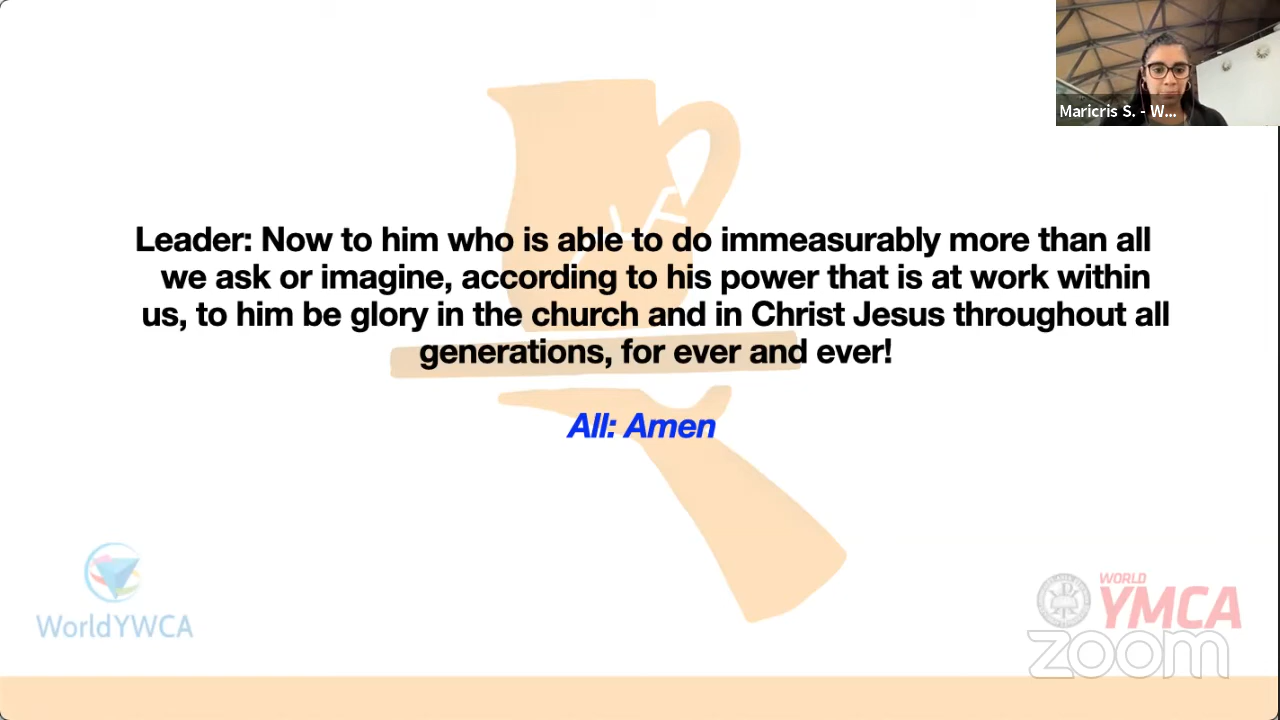 Maricris S. - W...
Leader: Now to him who is able to do immeasurably more than all
we ask or imagine, according to his power that is at work within
us, to him be glory in the church and in Christ Jesus throughout all
generations, for ever and ever!
All: Amen
WorldYWCA
WORLD
YMCA
zoom